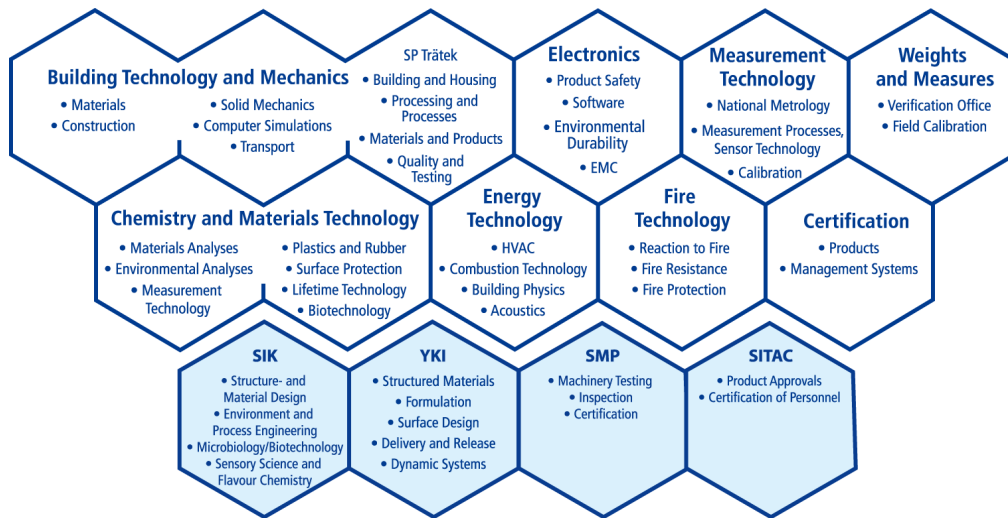 Building Technology and Mechanics
• Materials
• Construction
• Solid Mechanics
• Computer Simulations
• Transport
SP Trätek
• Building and Housing
• Processing and
Processes
• Materials and Products
• Quality and
Testing
Electronics
• Product Safety
• Software
• Environmental
Durability
• EMC
Measurement
Technology
• National Metrology
• Measurement Processes,
Sensor Technology
• Calibration
Weights
and Measures
• Verification Office
• Field Calibration
Chemistry and Materials Technology
• Materials Analyses
• Environmental Analyses
• Measurement
Technology
• Plastics and Rubber
• Surface Protection
• Lifetime Technology
• Biotechnology
Energy
Technology
• HVAC
• Combustion Technology
• Building Physics
• Acoustics
Fire
Technology
• Reaction to Fire
• Fire Resistance
• Fire Protection
Certification
• Products
• Management Systems
SIK
• Structure- and
Material Design
• Environment and
Process Engineering
• Microbiology/Biotechnology
• Sensory Science and
Flavour Chemistry
YKI
• Structured Materials
• Formulation
• Surface Design
• Delivery and Release
• Dynamic Systems
SMP
• Machinery Testing
• Inspection
• Certification
SITAC
• Product Approvals
• Certification of Personnel